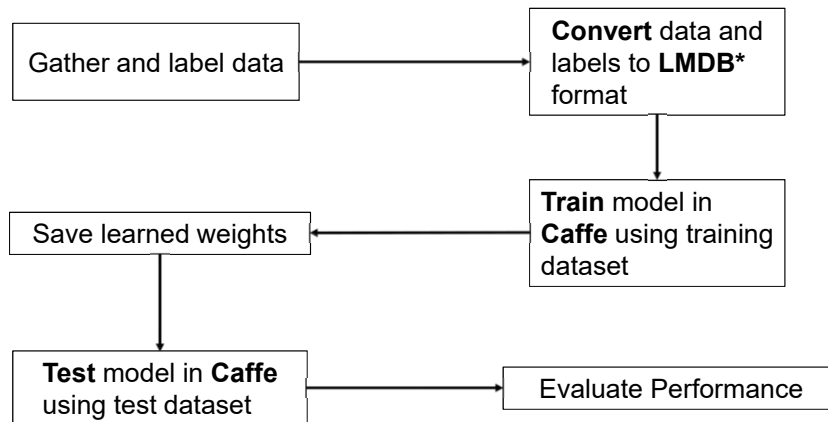 Gather and label data
Convert data and
labels to LMDB*
format
Train model in
Caffe using training
dataset
Save learned weights
Test model in Caffe
using test dataset
Evaluate Performance